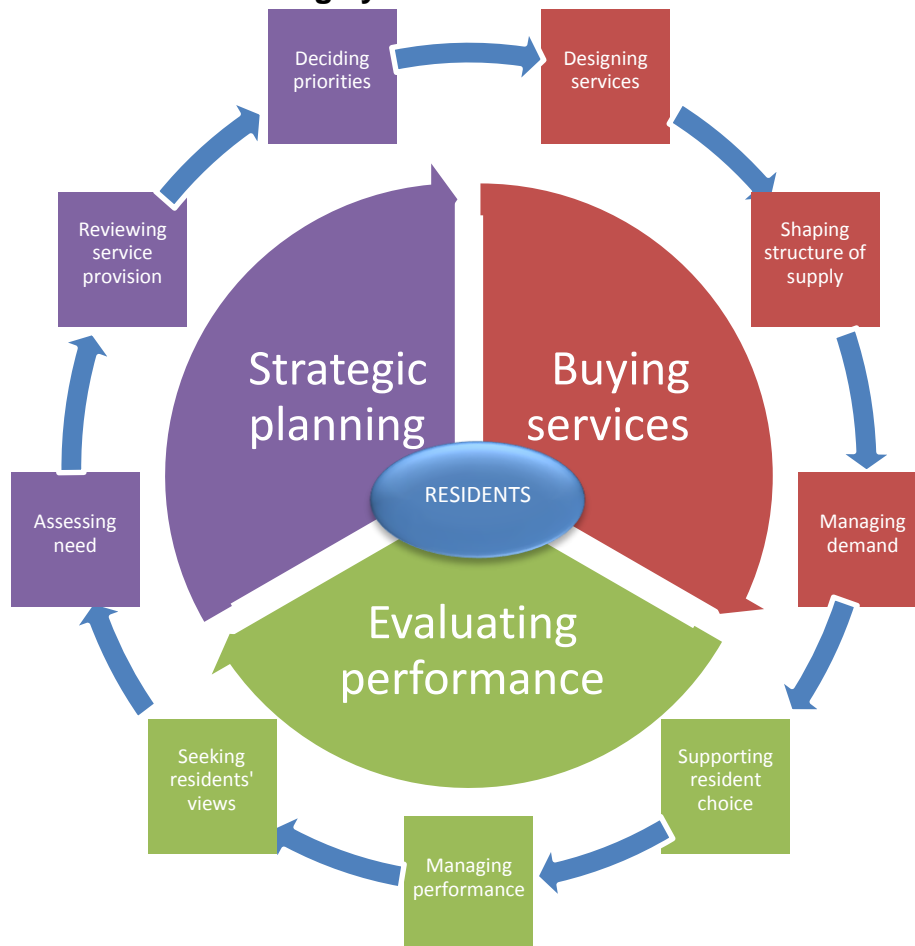 Deciding
priorities
Designing
services
Shaping
structure of
supply
Managing
demand
Supporting
resident
choice
Managing
performance
Seeking
residents'
views
Assessing
need
Reviewing
service
provision
Strategic
planning
Buying
services
Evaluating
performance
RESIDENTS